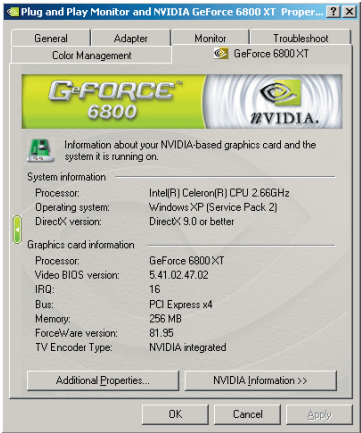 Plug and Play Monitor and NVIDIA GeForce 6800 XT Proper... ? X
General Adapter Monitor Troubleshoot
Color Management GeForce 6800 XT
GEFORCE™
6800
NVIDIA.
Information about your NVIDIA-based graphics card and the
system it is running on.
System information
Processor: Intel(R) Celeron(R) CPU 2.66GHz
Operating system: Windows XP (Service Pack 2)
DirectX version: DirectX 9.0 or better
Graphics card information
Processor: GeForce 6800 XT
Video BIOS version: 5.41.02.47.02
IRQ: 16
Bus: PCI Express x4
Memory: 256 MB
ForceWare version: 81.95
TV Encoder Type: NVIDIA integrated
Additional Properties... NVIDIA Information >>
OK Cancel Apply